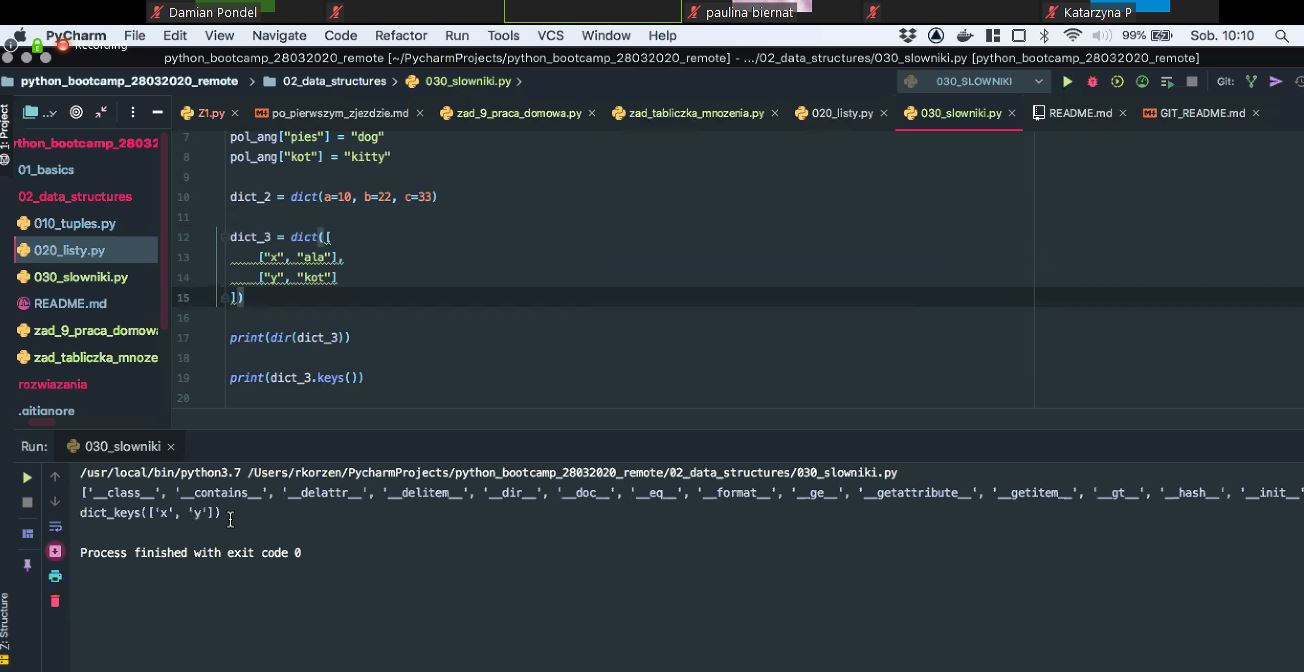 Damian Pondel
paulina biernat
Katarzyna P
PyCharm File Edit View Navigate Code Refactor Run Tools VCS Window Help
99% Sob. 10:10
Recording
python_bootcamp_28032020_remote [~/PycharmProjects/python_bootcamp_28032020_remote] - .../02_data_structures/030_slowniki.py [python_bootcamp_28032020_remote]
python_bootcamp_28032020_remote 02_data_structures 030_slowniki.py 030_SLOWNIKI Git:
Z1.py po_pierwszym_zjezdzie.md zad_9_praca_domowa.py zad_tabliczka_mnozenia.py 020_listy.py 030_slowniki.py README.md GIT_README.md
1: Project
rthon_bootcamp_28032
01_basics
02_data_structures
010_tuples.py
020_listy.py
030_slowniki.py
README.md
zad_9_praca_domowa
zad_tabliczka_mnoze
rozwiazania
.gitignore
7 pol_ang["pies"] = "dog"
8 pol_ang["kot"] = "kitty"
9
10 dict_2 = dict(a=10, b=22, c=33)
11
12 dict_3 = dict([
13 ["x", "ala"],
14 ["y", "kot"]
15 ])
16
17 print(dir(dict_3))
18
19 print(dict_3.keys())
20
Run: 030_slowniki
/usr/local/bin/python3.7 /Users/rkorzen/PycharmProjects/python_bootcamp_28032020_remote/02_data_structures/030_slowniki.py
['__class__', '__contains__', '__delattr__', '__delitem__', '__dir__', '__doc__', '__eq__', '__format__', '__ge__', '__getattribute__', '__getitem__', '__gt__', '__hash__', '__init__'
dict_keys(['x', 'y'])
Process finished with exit code 0
Z: Structure